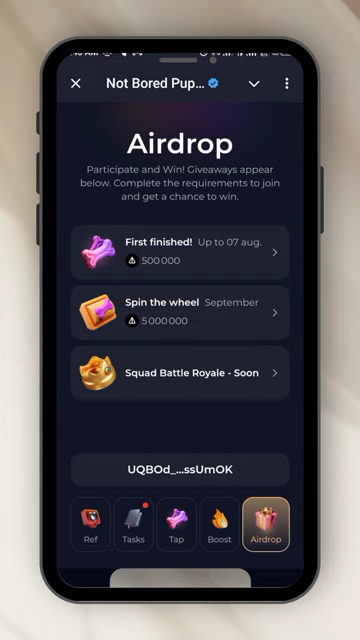 Not Bored Pup...
Airdrop
Participate and Win! Giveaways appear
below. Complete the requirements to join
and get a chance to win.
First finished! Up to 07 aug.
500 000
Spin the wheel September
5 000 000
Squad Battle Royale - Soon
UQBOd_...ssUmOK
Ref
Tasks
Tap
Boost
Airdrop